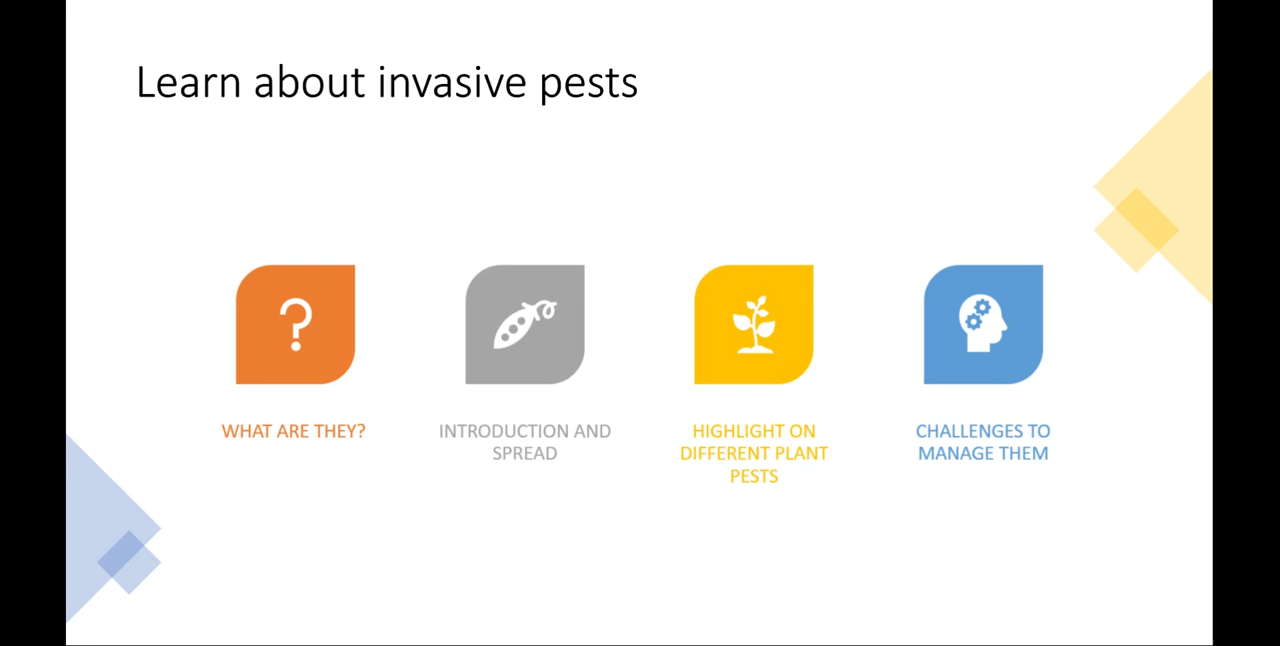 Learn about invasive pests
WHAT ARE THEY?
INTRODUCTION AND
SPREAD
HIGHLIGHT ON
DIFFERENT PLANT
PESTS
CHALLENGES TO
MANAGE THEM